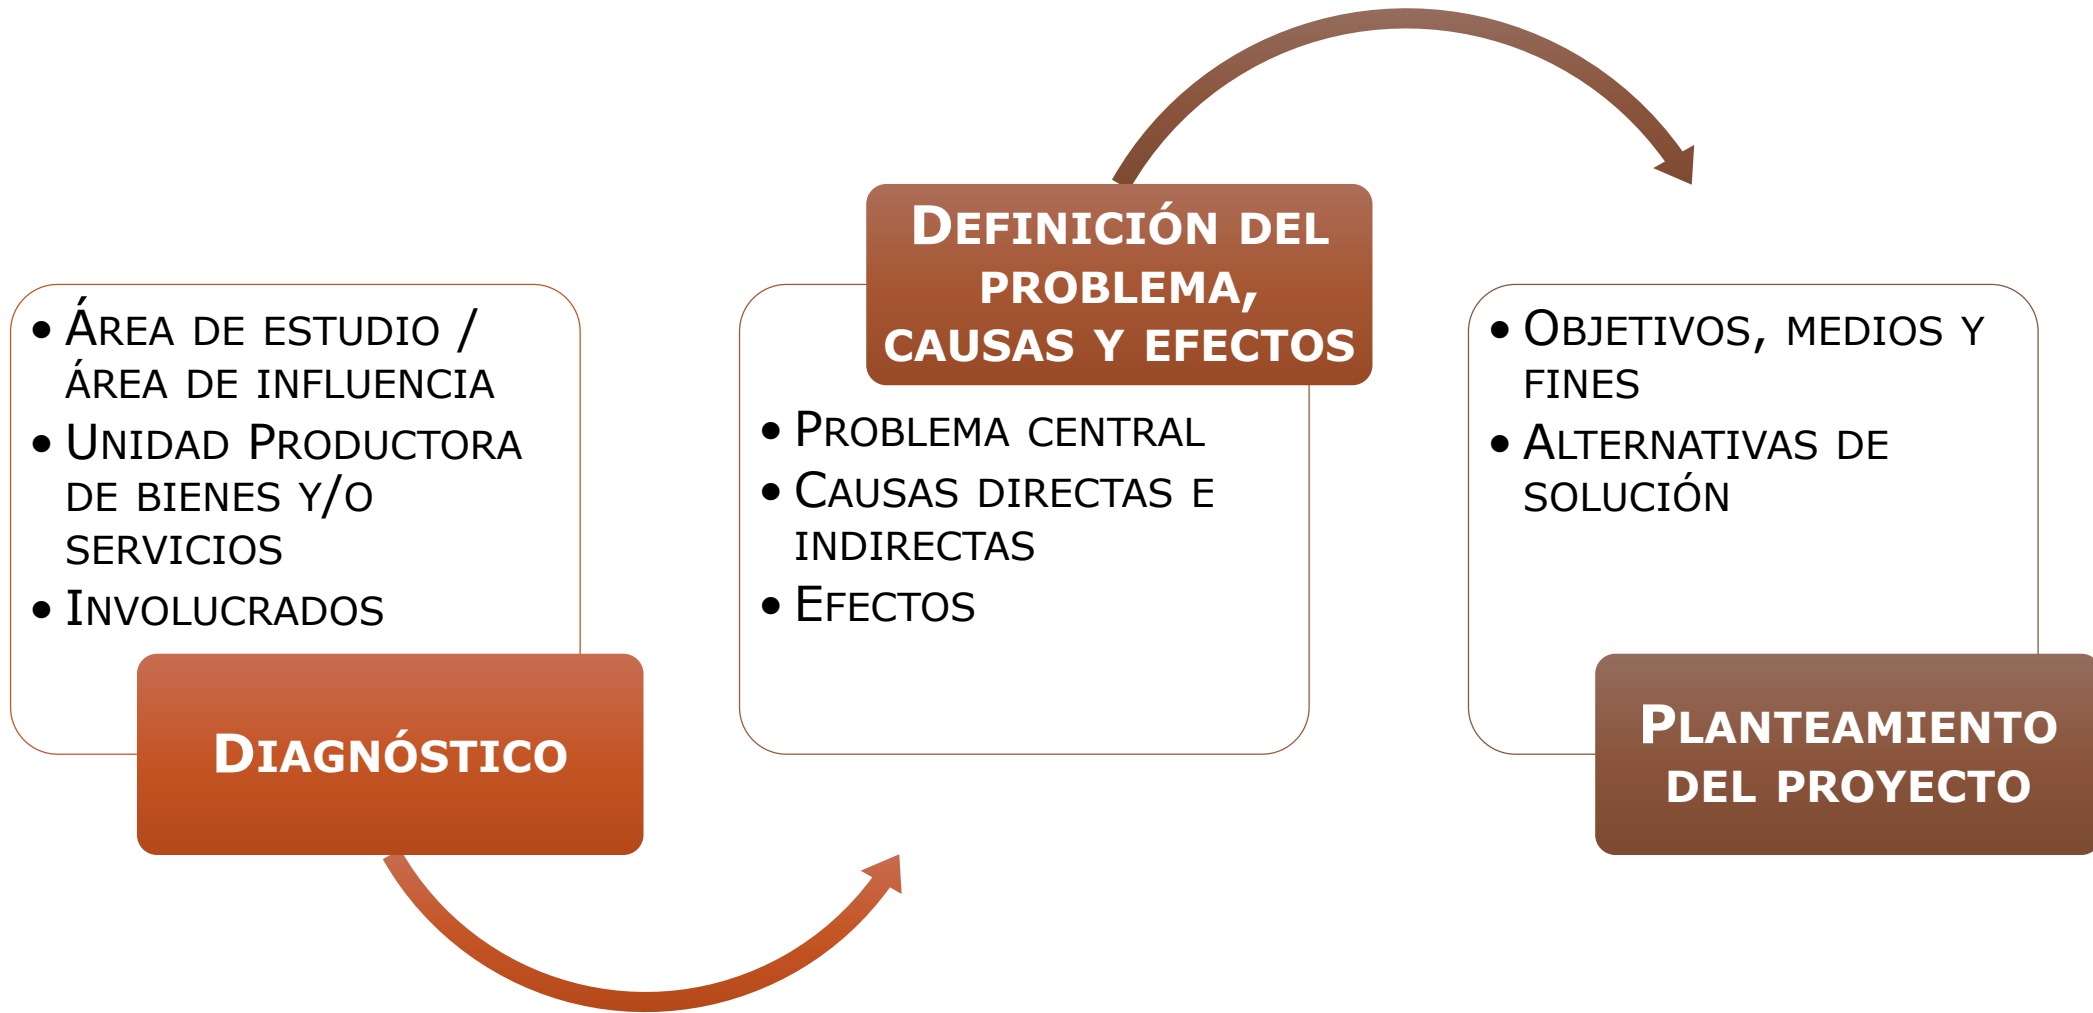 • Área de estudio /
área de influencia
• Unidad Productora
de bienes y/o
servicios
• Involucrados
Diagnóstico
Definición del
problema,
causas y efectos
• Problema central
• Causas directas e
indirectas
• Efectos
• Objetivos, medios y
fines
• Alternativas de
solución
Planteamiento
del proyecto